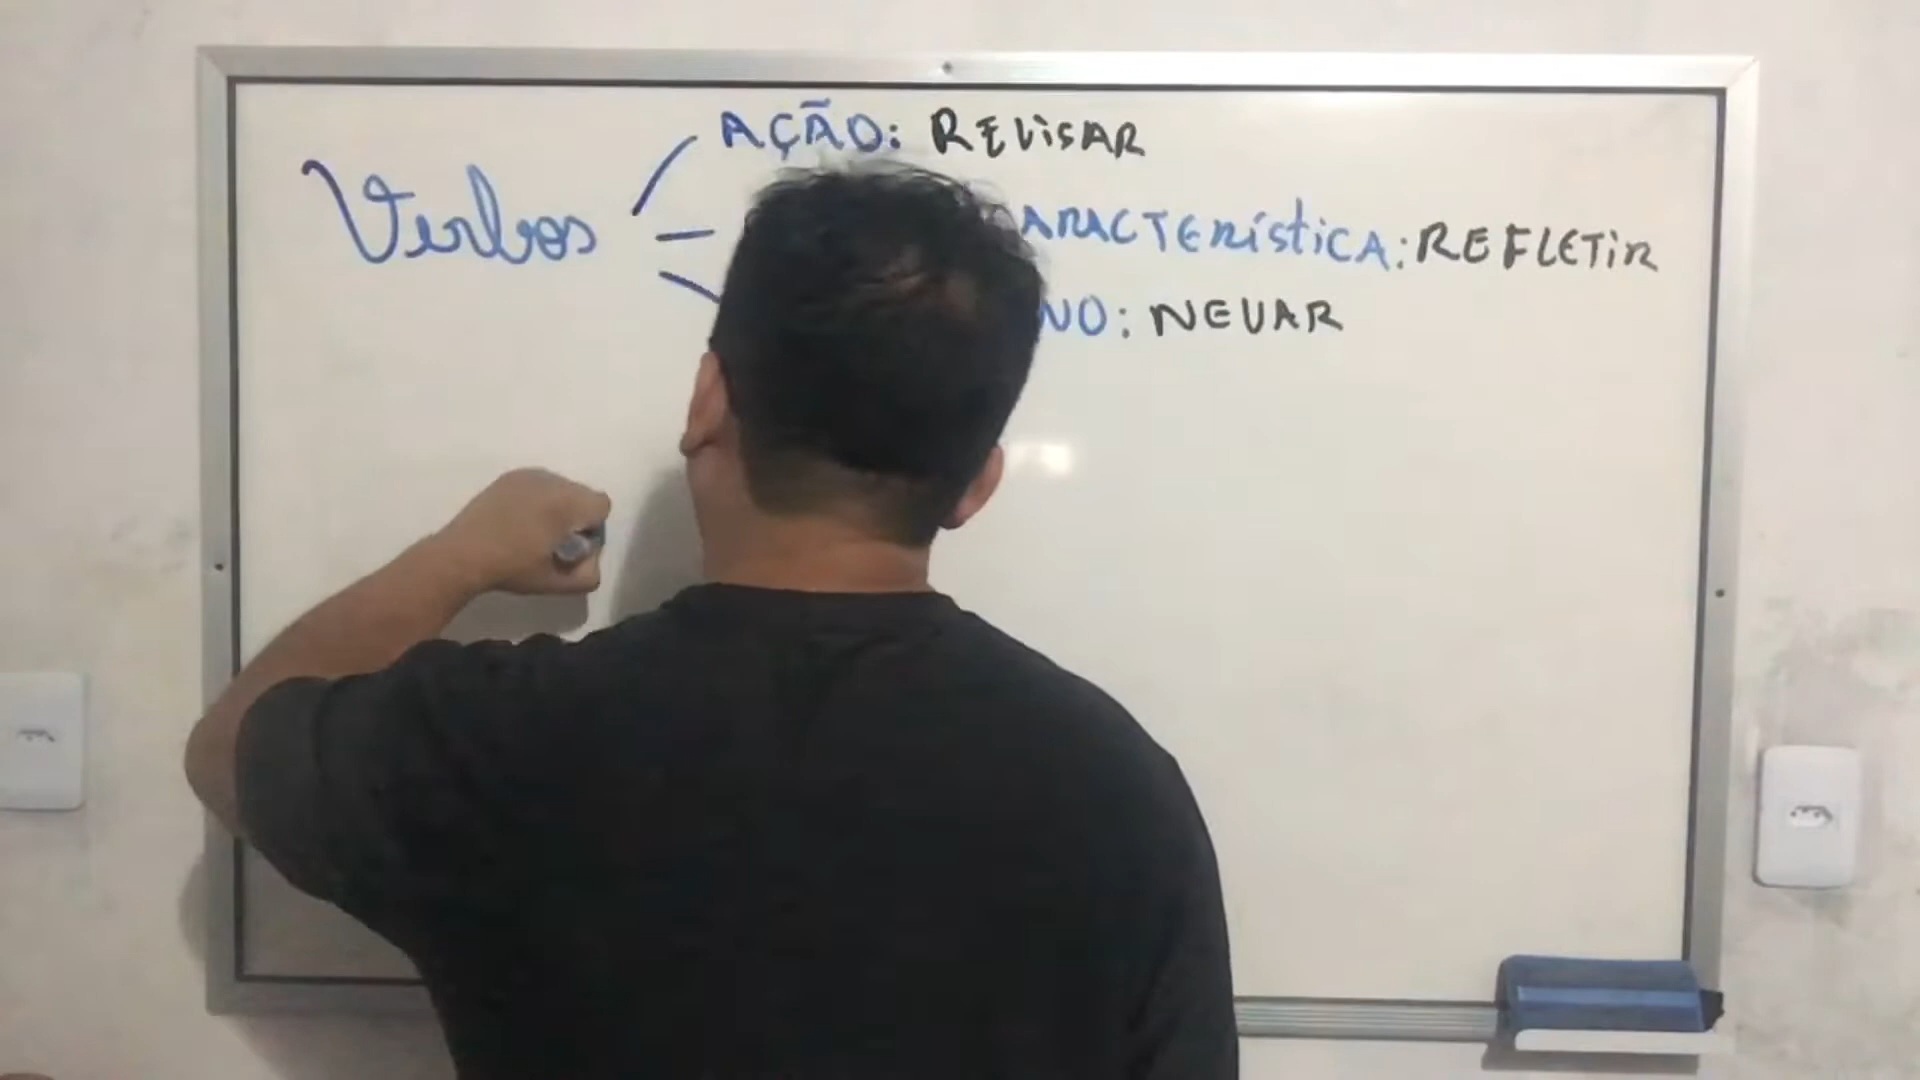 AÇÃO: REVISAR
Verbos
ARACTERÍSTICA: REFLETIR
NO: NEVAR